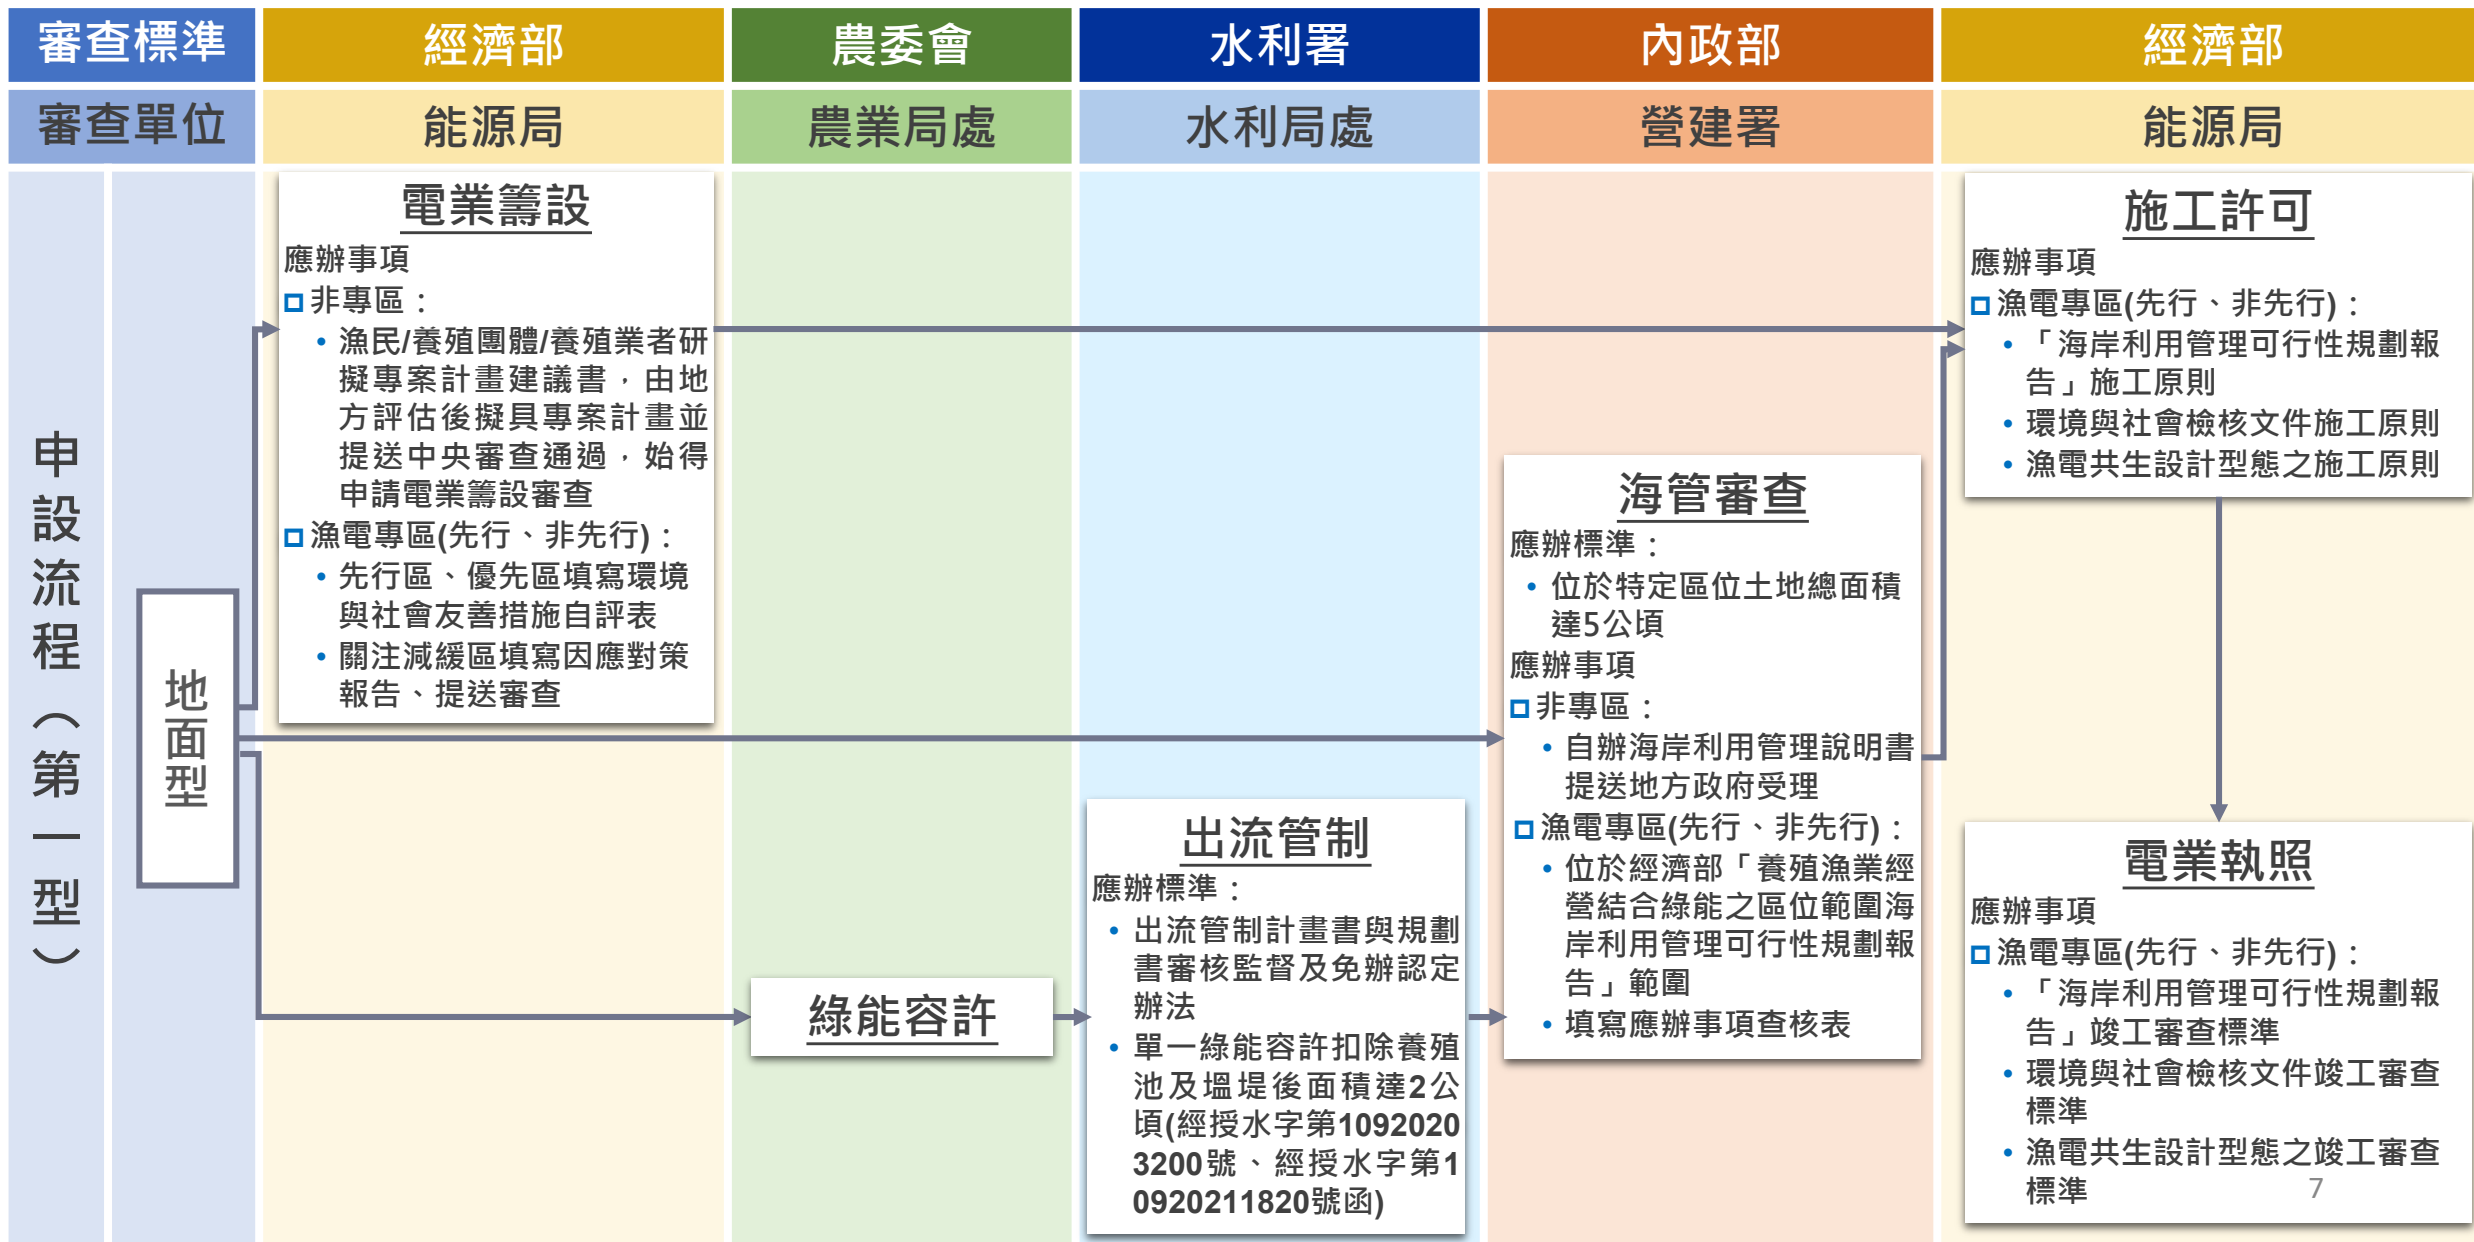 審查標準
經濟部
農委會
水利署
內政部
經濟部
審查單位
能源局
農業局處
水利局處
營建署
能源局
申設流程（第一型）
地面型
電業籌設
應辦事項
非專區：
• 漁民/養殖團體/養殖業者研
擬專案計畫建議書，由地
方評估後擬具專案計畫並
提送中央審查通過，始得
申請電業籌設審查
漁電專區(先行、非先行)：
• 先行區、優先區填寫環境
與社會友善措施自評表
• 關注減緩區填寫因應對策
報告、提送審查
綠能容許
出流管制
應辦標準：
• 出流管制計畫書與規劃
書審核監督及免辦認定
辦法
• 單一綠能容許扣除養殖
池及塭堤後面積達2公
頃(經授水字第1092020
3200號、經授水字第1
0920211820號函)
海管審查
應辦標準：
• 位於特定區位土地總面積
達5公頃
應辦事項
非專區：
• 自辦海岸利用管理說明書
提送地方政府受理
漁電專區(先行、非先行)：
• 位於經濟部「養殖漁業經
營結合綠能之區位範圍海
岸利用管理可行性規劃報
告」範圍
• 填寫應辦事項查核表
施工許可
應辦事項
漁電專區(先行、非先行)：
• 「海岸利用管理可行性規劃報
告」施工原則
• 環境與社會檢核文件施工原則
• 漁電共生設計型態之施工原則
電業執照
應辦事項
漁電專區(先行、非先行)：
• 「海岸利用管理可行性規劃報
告」竣工審查標準
• 環境與社會檢核文件竣工審查
標準
• 漁電共生設計型態之竣工審查
標準
7